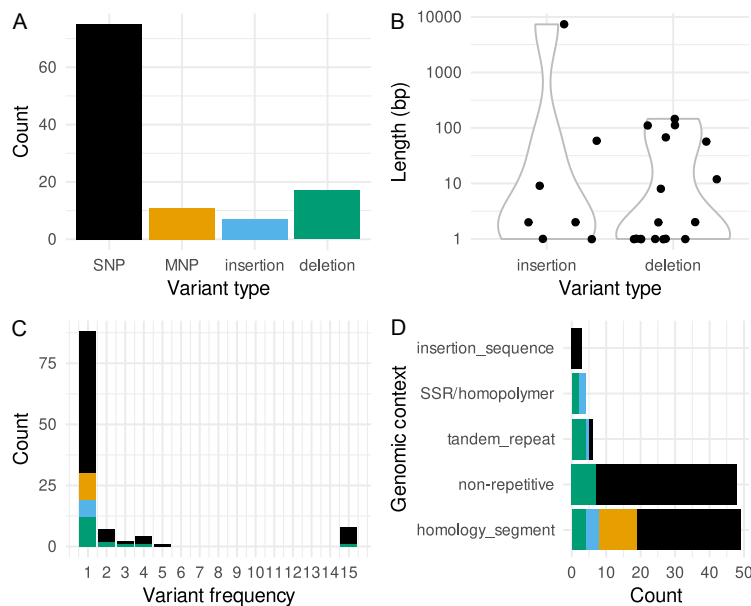 A
Count
60
40
20
0
SNP MNP insertion deletion
Variant type
B
Length (bp)
10000
1000
100
10
1
insertion deletion
Variant type
C
Count
75
50
25
0
1 2 3 4 5 6 7 8 9 10 11 12 13 14 15
Variant frequency
D
Genomic context
insertion_sequence
SSR/homopolymer
tandem_repeat
non-repetitive
homology_segment
0 10 20 30 40 50
Count